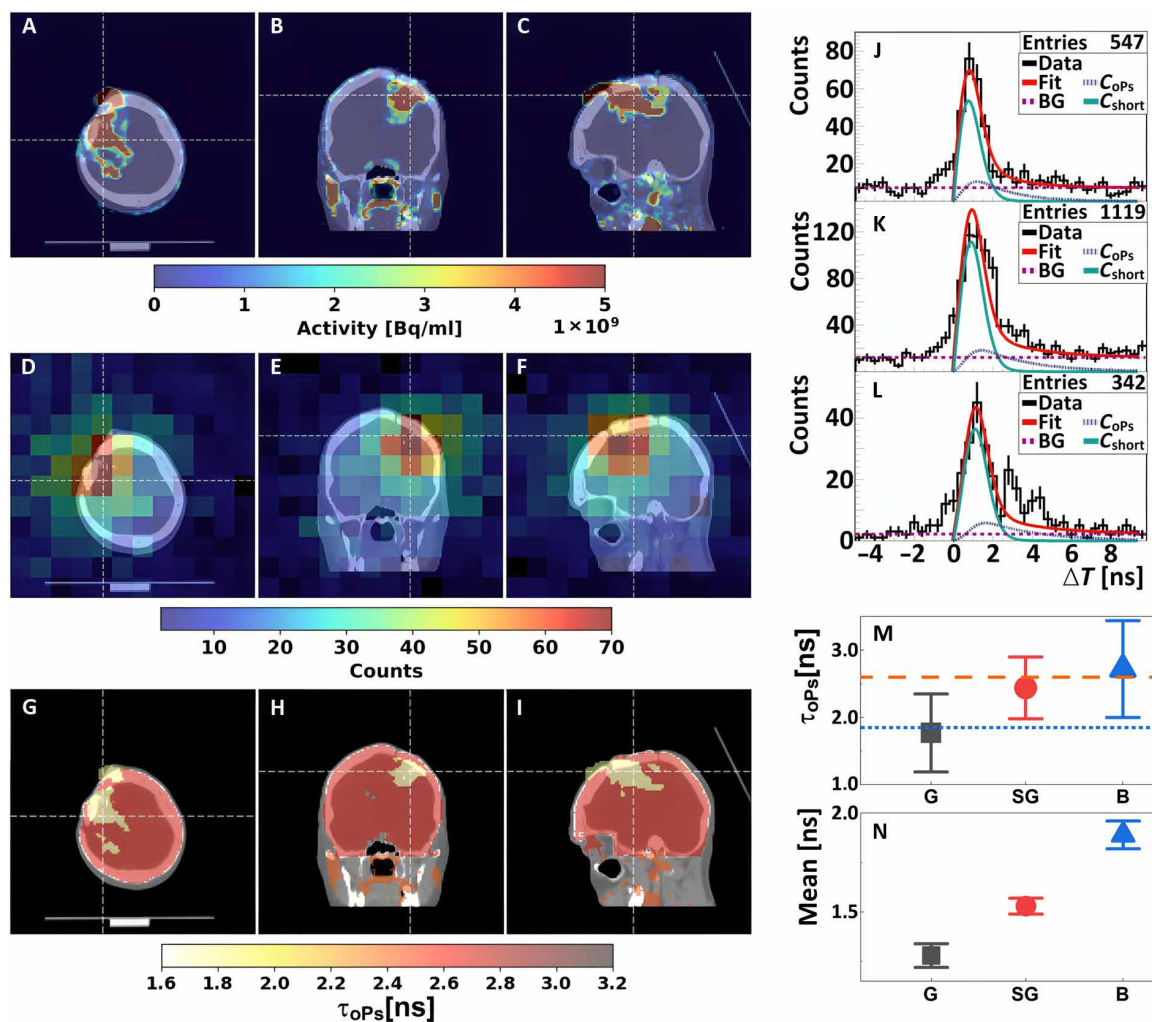 A
B
C
0
1
2
3
4
5
Activity [Bq/ml]
1 × 10⁹
D
E
F
10
20
30
40
50
60
70
Counts
G
H
I
1.6
1.8
2.0
2.2
2.4
2.6
2.8
3.0
3.2
τoPs[ns]
J
Counts
80
60
40
20
Entries 547
Data
Fit
CoPs
BG
Cshort
K
Counts
120
80
40
Entries 1119
Data
Fit
CoPs
BG
Cshort
L
Counts
40
20
0
Entries 342
Data
Fit
CoPs
BG
Cshort
-4 -2 0 2 4 6 8
ΔT [ns]
M
τoPs[ns]
3.0
2.0
1.0
G SG B
N
Mean [ns]
2.0
1.5
G SG B